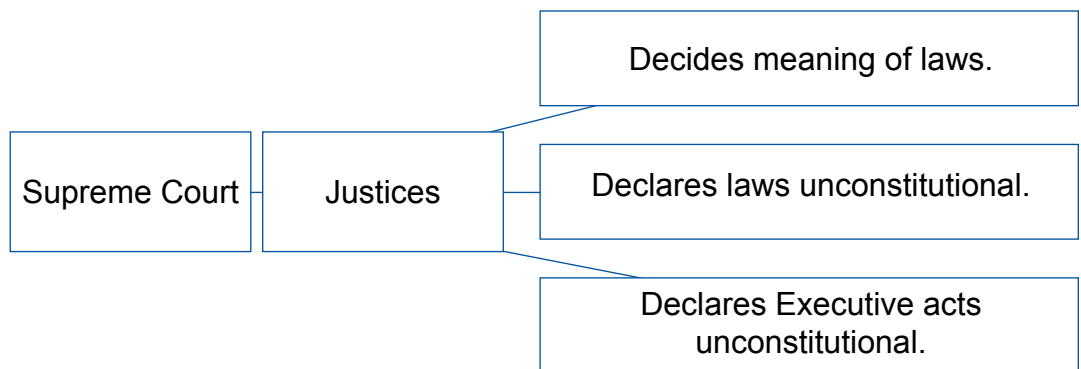 Decides meaning of laws.
Supreme Court
Justices
Declares laws unconstitutional.
Declares Executive acts
unconstitutional.